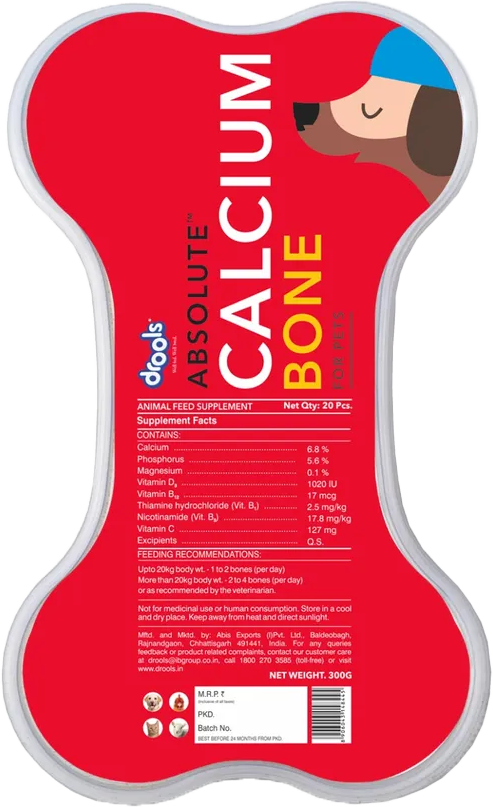 drools
ABSOLUTE™
CALCIUM
BONE
FOR PETS
ANIMAL FEED SUPPLEMENT Net Qty: 20 Pcs.
Supplement Facts
CONTAINS:
Calcium ........ 6.8 %
Phosphorus ........ 5.6 %
Magnesium ........ 0.1 %
Vitamin D₃ ........ 1020 IU
Vitamin B₁₂ ........ 17 mcg
Thiamine hydrochloride (Vit. B₁) ........ 2.5 mg/kg
Nicotinamide (Vit. B₃) ........ 17.8 mg/kg
Vitamin C ........ 127 mg
Excipients ........ Q.S.
FEEDING RECOMMENDATIONS:
Upto 20kg body wt. - 1 to 2 bones (per day)
More than 20kg body wt. - 2 to 4 bones (per day)
or as recommended by the veterinarian.
Not for medicinal use or human consumption. Store in a cool
and dry place. Keep away from heat and direct sunlight.
Mftd. and Mktd. by: Abis Exports (I)Pvt. Ltd., Baldeobagh,
Rajnandgaon, Chhattisgarh 491441, India. For any queries
feedback or product related complaints, contact our customer care
at drools@ibgroup.co.in, call 1800 270 3585 (toll-free) or visit
www.drools.in
NET WEIGHT. 300G
M.R.P. ₹
(Inclusive of all taxes)
PKD.
Batch No.
BEST BEFORE 24 MONTHS FROM PKD.